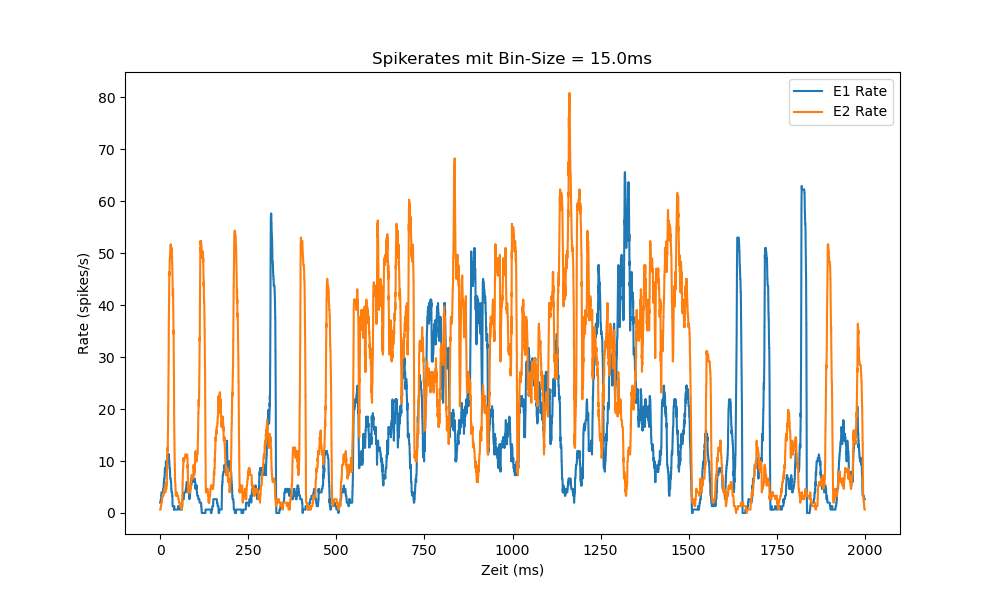 Spikerates mit Bin-Size = 15.0ms
E1 Rate
E2 Rate
80
70
60
50
40
30
20
10
0
Rate (spikes/s)
0 250 500 750 1000 1250 1500 1750 2000
Zeit (ms)